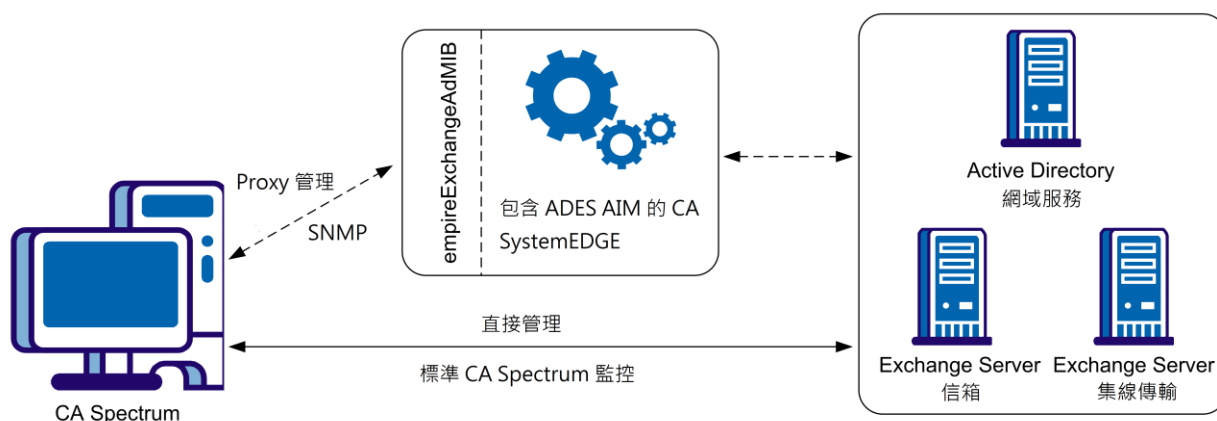 Proxy 管理
SNMP
CA Spectrum
empireExchangeAdMIB
包含 ADES AIM 的 CA
SystemEDGE
直接管理
標準 CA Spectrum 監控
Active Directory
網域服務
Exchange Server
信箱
Exchange Server
集線傳輸